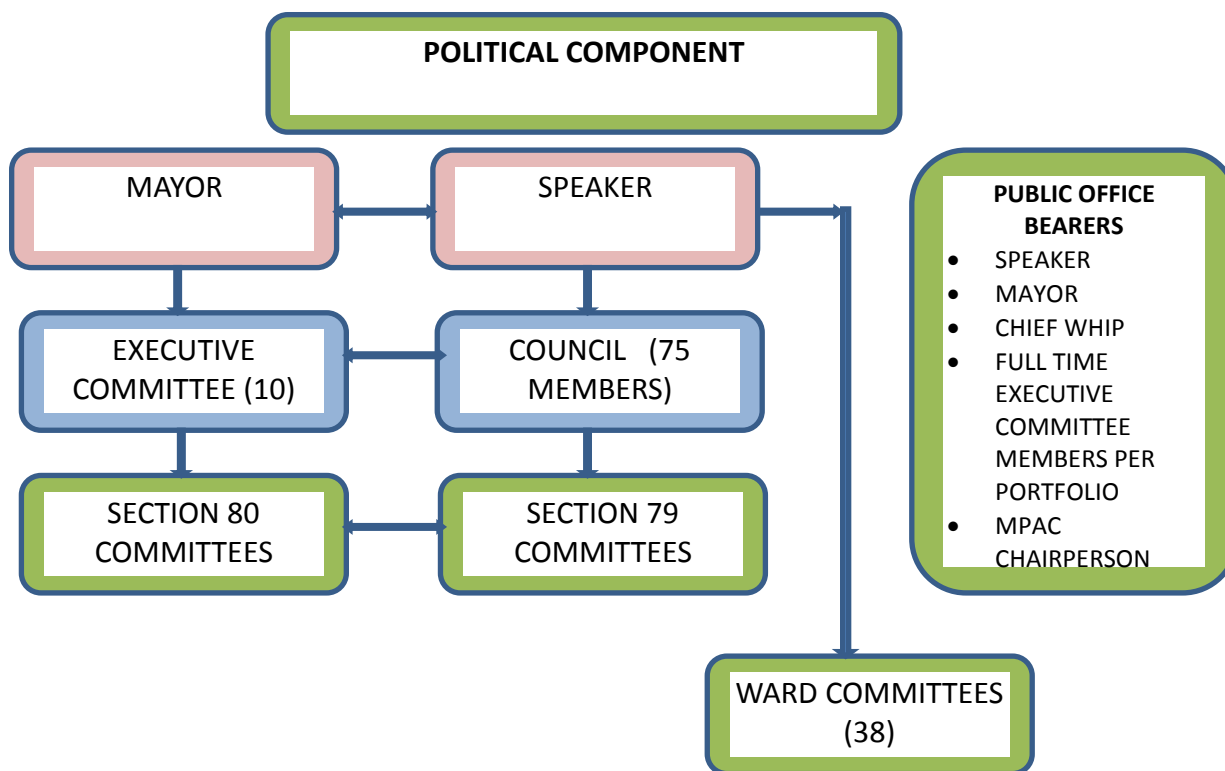 POLITICAL COMPONENT
MAYOR
SPEAKER
EXECUTIVE
COMMITTEE (10)
COUNCIL (75
MEMBERS)
SECTION 80
COMMITTEES
SECTION 79
COMMITTEES
WARD COMMITTEES
(38)
PUBLIC OFFICE
BEARERS
• SPEAKER
• MAYOR
• CHIEF WHIP
• FULL TIME
EXECUTIVE
COMMITTEE
MEMBERS PER
PORTFOLIO
• MPAC
CHAIRPERSON